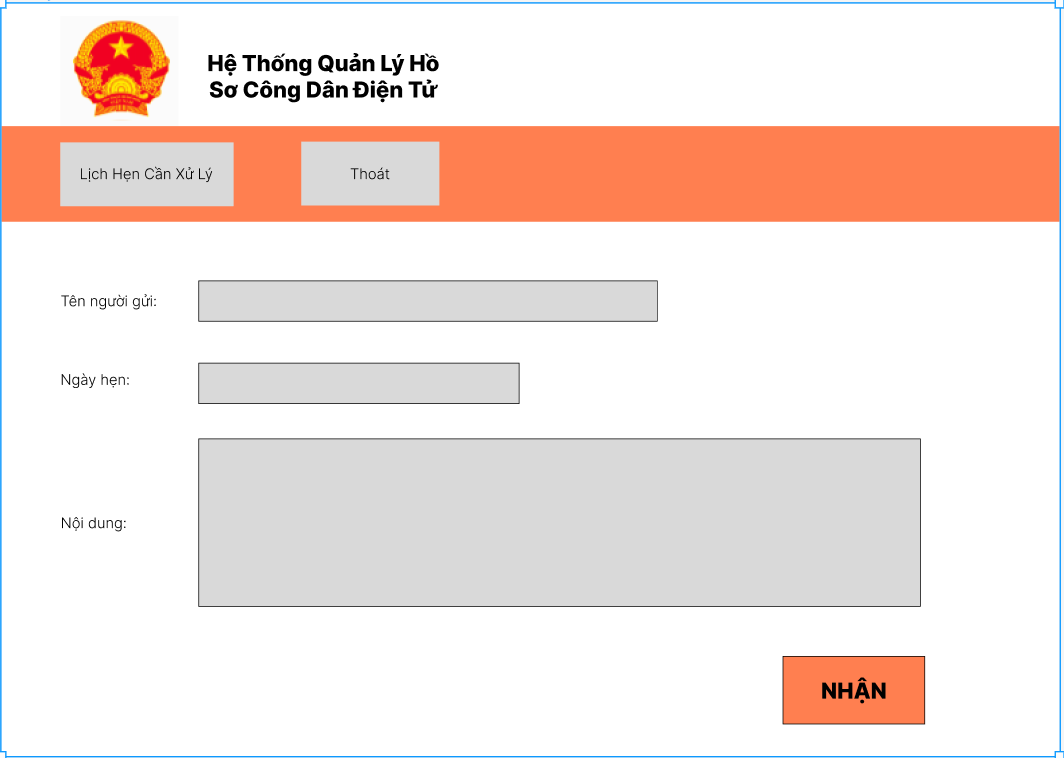 Hệ Thống Quản Lý Hồ
Sơ Công Dân Điện Tử
Lịch Hẹn Cần Xử Lý
Thoát
Tên người gửi:
Ngày hẹn:
Nội dung:
NHẬN